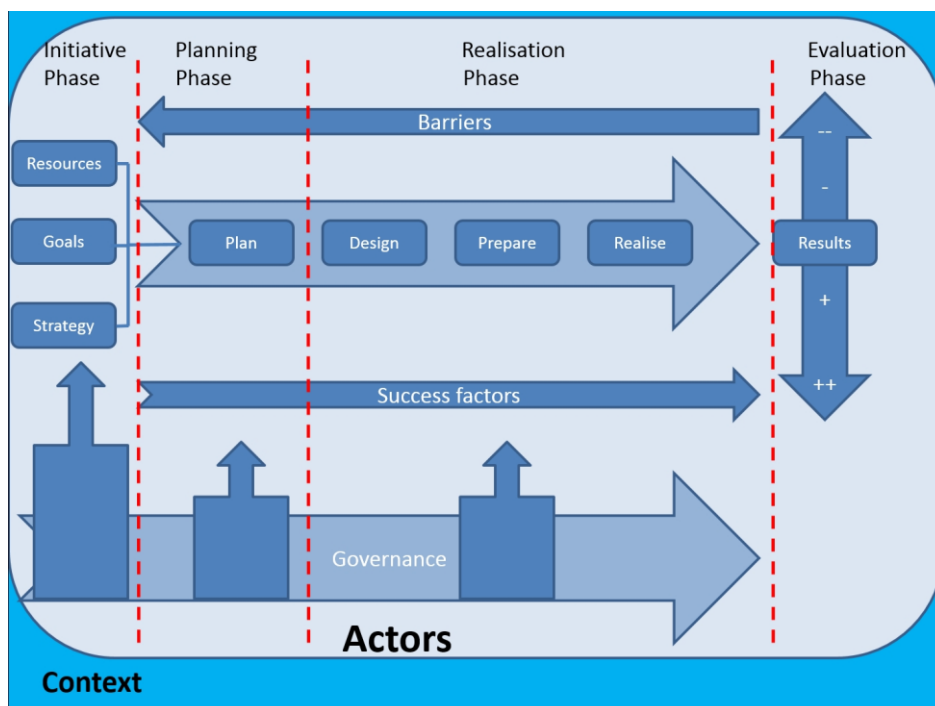 Initiative
Phase
Planning
Phase
Realisation
Phase
Evaluation
Phase
Barriers
--
-
Resources
Goals
Strategy
Plan
Design
Prepare
Realise
Results
+
++
Success factors
Governance
Actors
Context